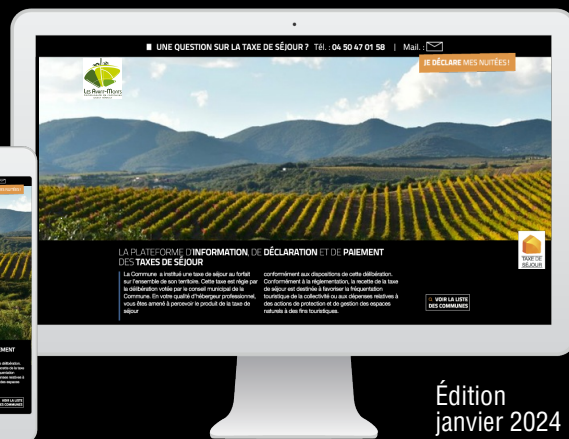 UNE QUESTION SUR LA TAXE DE SÉJOUR ? Tél. : 04 50 47 01 58 | Mail. :
JE DÉCLARE MES NUITÉES !
LES AVANT-MONTS
LA PLATEFORME D'INFORMATION, DE DÉCLARATION ET DE PAIEMENT
DES TAXES DE SÉJOUR
La Commune a institué une taxe de séjour au forfait
sur l'ensemble de son territoire. Cette taxe est régie par
la délibération votée par le conseil municipal de la
Commune. En votre qualité d'hébergeur professionnel,
vous êtes amené à percevoir le produit de la taxe de
séjour
conformément aux dispositions de cette délibération.
Conformément à la réglementation, la recette de la taxe
de séjour est destinée à favoriser la fréquentation
touristique de la collectivité ou aux dépenses relatives à
des actions de protection et de gestion des espaces
naturels à des fins touristiques.
TAXE DE
SÉJOUR
VOIR LA LISTE
DES COMMUNES
EMENT
VOIR LA LISTE
DES COMMUNES
Édition
janvier 2024